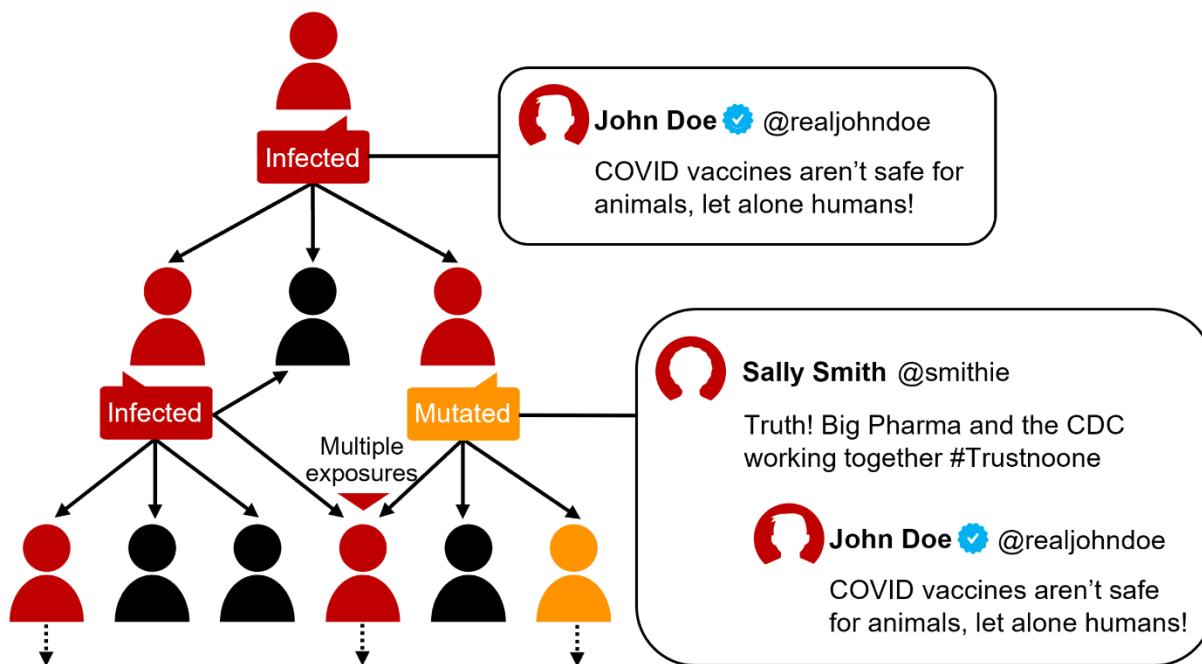 Infected
John Doe @realjohndoe
COVID vaccines aren’t safe for
animals, let alone humans!
Infected
Mutated
Multiple
exposures
Sally Smith @smithie
Truth! Big Pharma and the CDC
working together #Trustnoone
John Doe @realjohndoe
COVID vaccines aren’t safe
for animals, let alone humans!